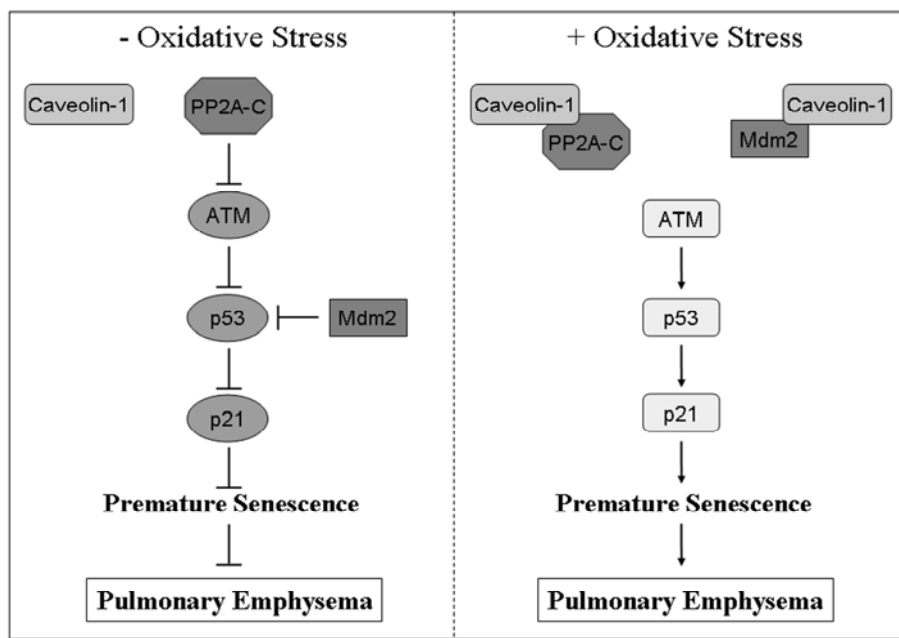 - Oxidative Stress
Caveolin-1
PP2A-C
ATM
p53
Mdm2
p21
Premature Senescence
Pulmonary Emphysema
+ Oxidative Stress
Caveolin-1
PP2A-C
Caveolin-1
Mdm2
ATM
p53
p21
Premature Senescence
Pulmonary Emphysema